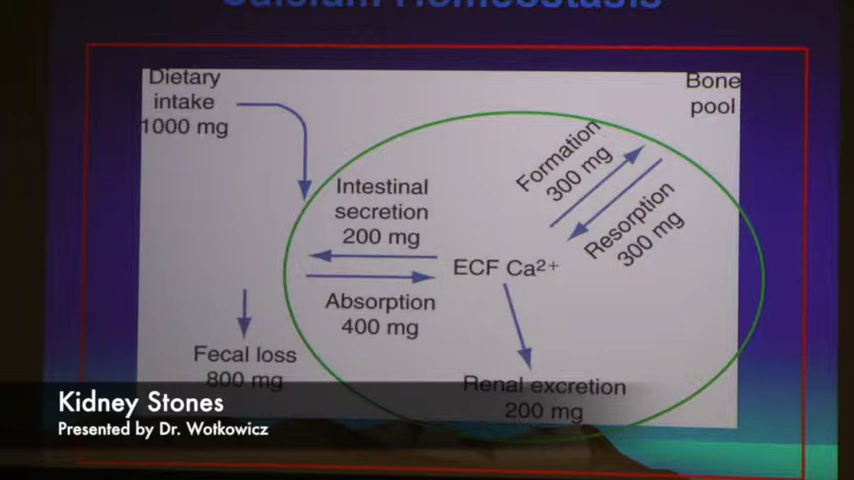 Calcium Homeostasis
Dietary
intake
1000 mg
Bone
pool
Formation
300 mg
Resorption
300 mg
Intestinal
secretion
200 mg
ECF Ca²⁺
Absorption
400 mg
Fecal loss
800 mg
Renal excretion
200 mg
Kidney Stones
Presented by Dr. Wotkowicz